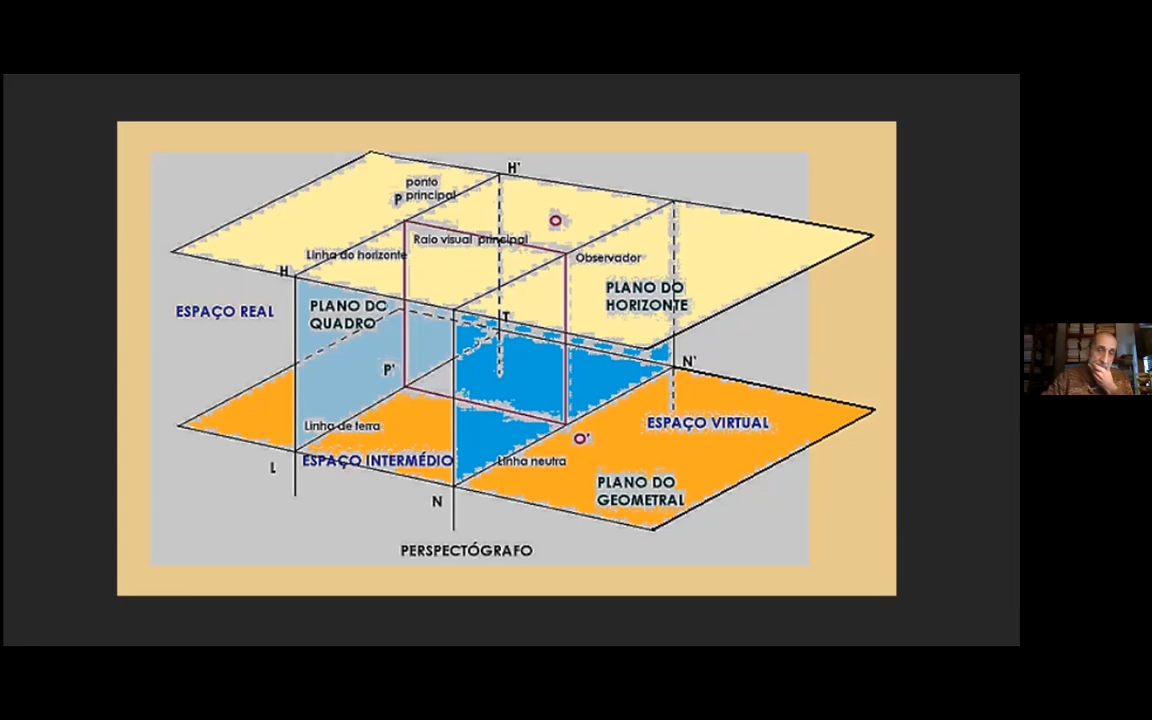 H'
ponto
P principal
O
Raio visual principal
Linha do horizonte
Observador
H
PLANO DO
HORIZONTE
ESPAÇO REAL
PLANO DO
QUADRO
T
N'
P'
ESPAÇO VIRTUAL
Linha de terra
O'
ESPAÇO INTERMÉDIO
Linha neutra
L
PLANO DO
GEOMETRAL
N
PERSPECTÓGRAFO